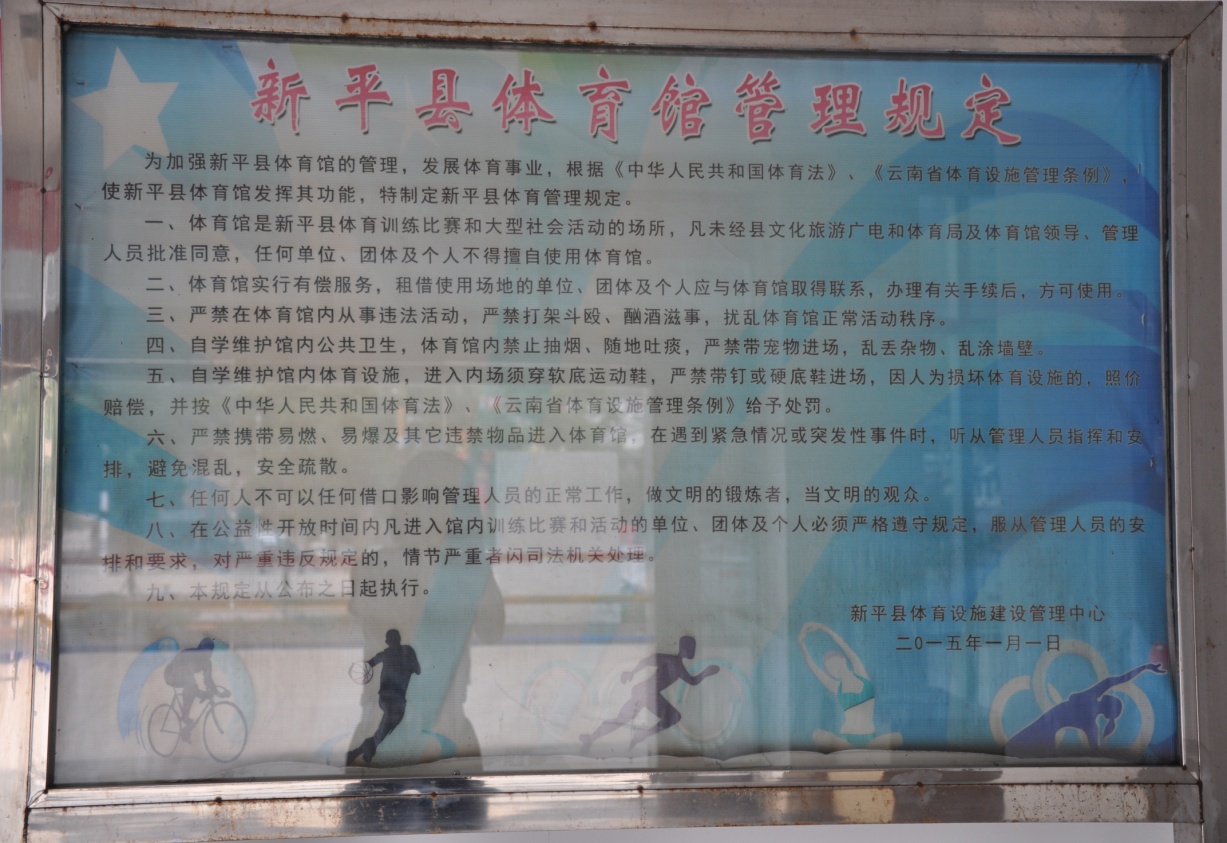 新平县体育馆管理规定
为加强新平县体育馆的管理，发展体育事业，根据《中华人民共和国体育法》、《云南省体育设施管理条例》，
使新平县体育馆发挥其功能，特制定新平县体育管理规定。
一、体育馆是新平县体育训练比赛和大型社会活动的场所，凡未经县文化旅游广电和体育局及体育馆领导、管理
人员批准同意，任何单位、团体及个人不得擅自使用体育馆。
二、体育馆实行有偿服务，租借使用场地的单位、团体及个人应与体育馆取得联系，办理有关手续后，方可使用。
三、严禁在体育馆内从事违法活动，严禁打架斗殴、酗酒滋事，扰乱体育馆正常活动秩序。
四、自学维护馆内公共卫生，体育馆内禁止抽烟、随地吐痰，严禁带宠物进场，乱丢杂物、乱涂墙壁。
五、自学维护馆内体育设施，进入内场须穿软底运动鞋，严禁带钉或硬底鞋进场，因人为损坏体育设施的，照价
赔偿，并按《中华人民共和国体育法》、《云南省体育设施管理条例》给予处罚。
六、严禁携带易燃、易爆及其它违禁物品进入体育馆，在遇到紧急情况或突发性事件时，听从管理人员指挥和安
排，避免混乱，安全疏散。
七、任何人不可以任何借口影响管理人员的正常工作，做文明的锻炼者，当文明的观众。
八、在公益性开放时间内凡进入馆内训练比赛和活动的单位、团体及个人必须严格遵守规定，服从管理人员的安
排和要求，对严重违反规定的，情节严重者闪司法机关处理。
九、本规定从公布之日起执行。
新平县体育设施建设管理中心
二0一五年一月一日